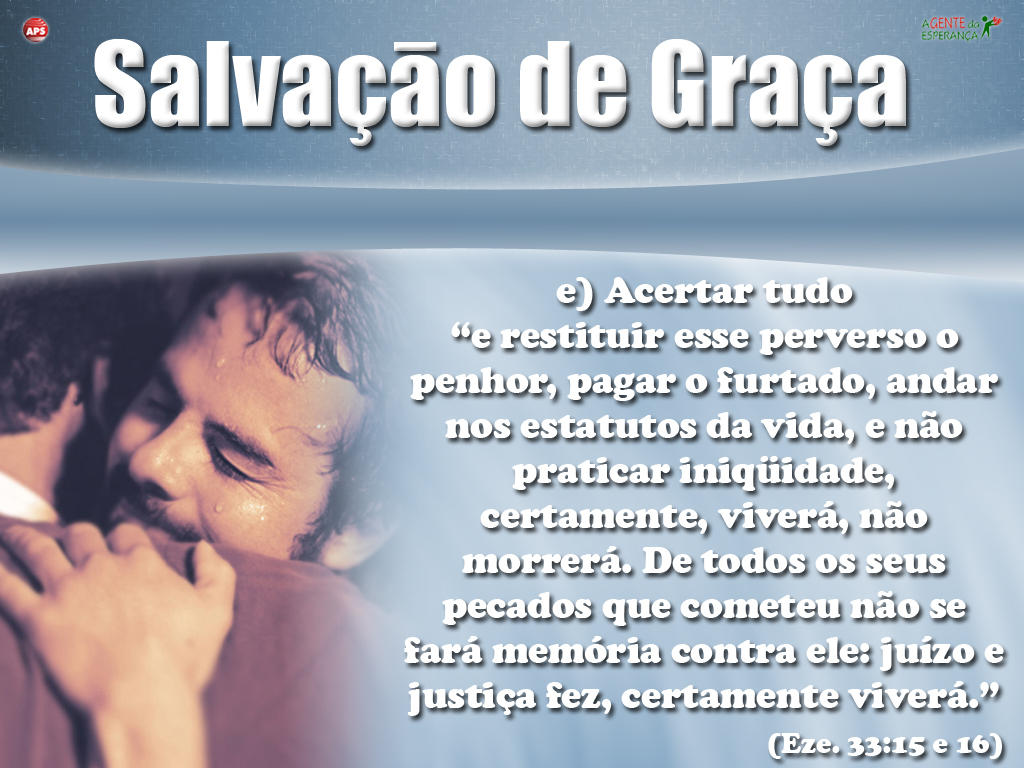 APS
AGENTE da
ESPERANÇA
Salvação de Graça
e) Acertar tudo
“e restituir esse perverso o
penhor, pagar o furtado, andar
nos estatutos da vida, e não
praticar iniqüidade,
certamente, viverá, não
morrerá. De todos os seus
pecados que cometeu não se
fará memória contra ele: juízo e
justiça fez, certamente viverá.”
(Eze. 33:15 e 16)